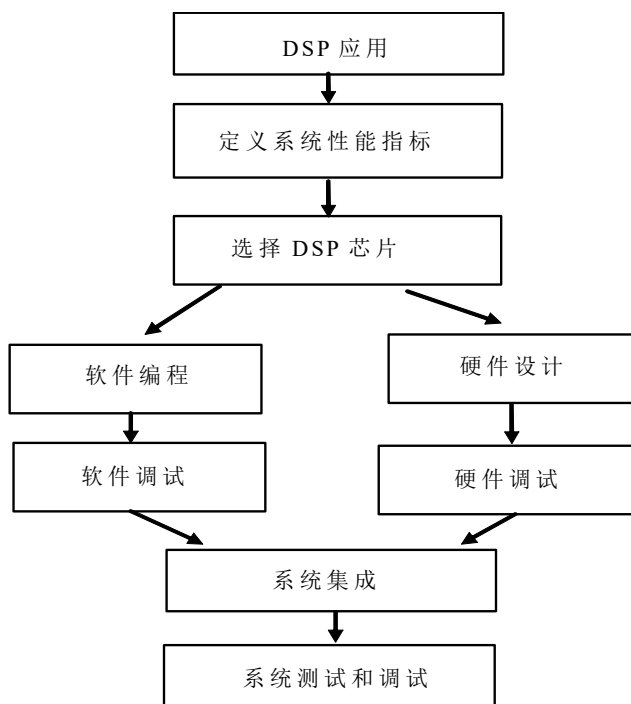 DSP 应用
定义系统性能指标
选择 DSP 芯片
软件编程
硬件设计
软件调试
硬件调试
系统集成
系统测试和调试